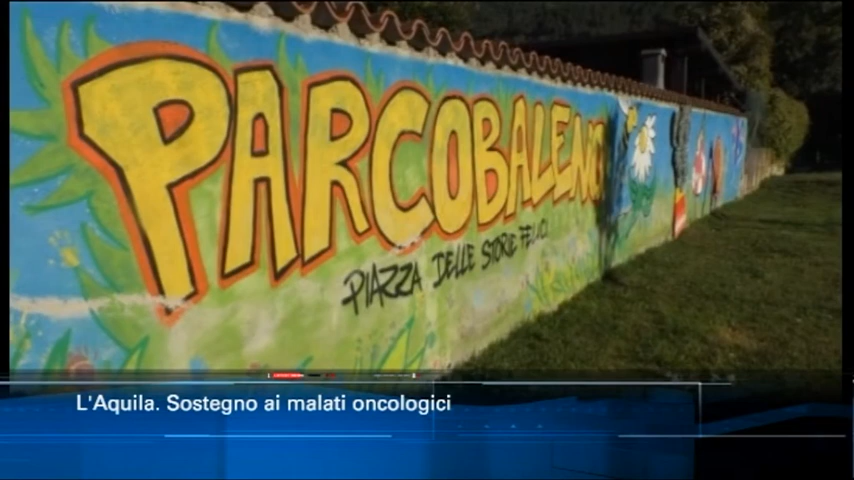 PARCOBALENO
PIAZZA DELLE STORIE FELICI
L'Aquila. Sostegno ai malati oncologici